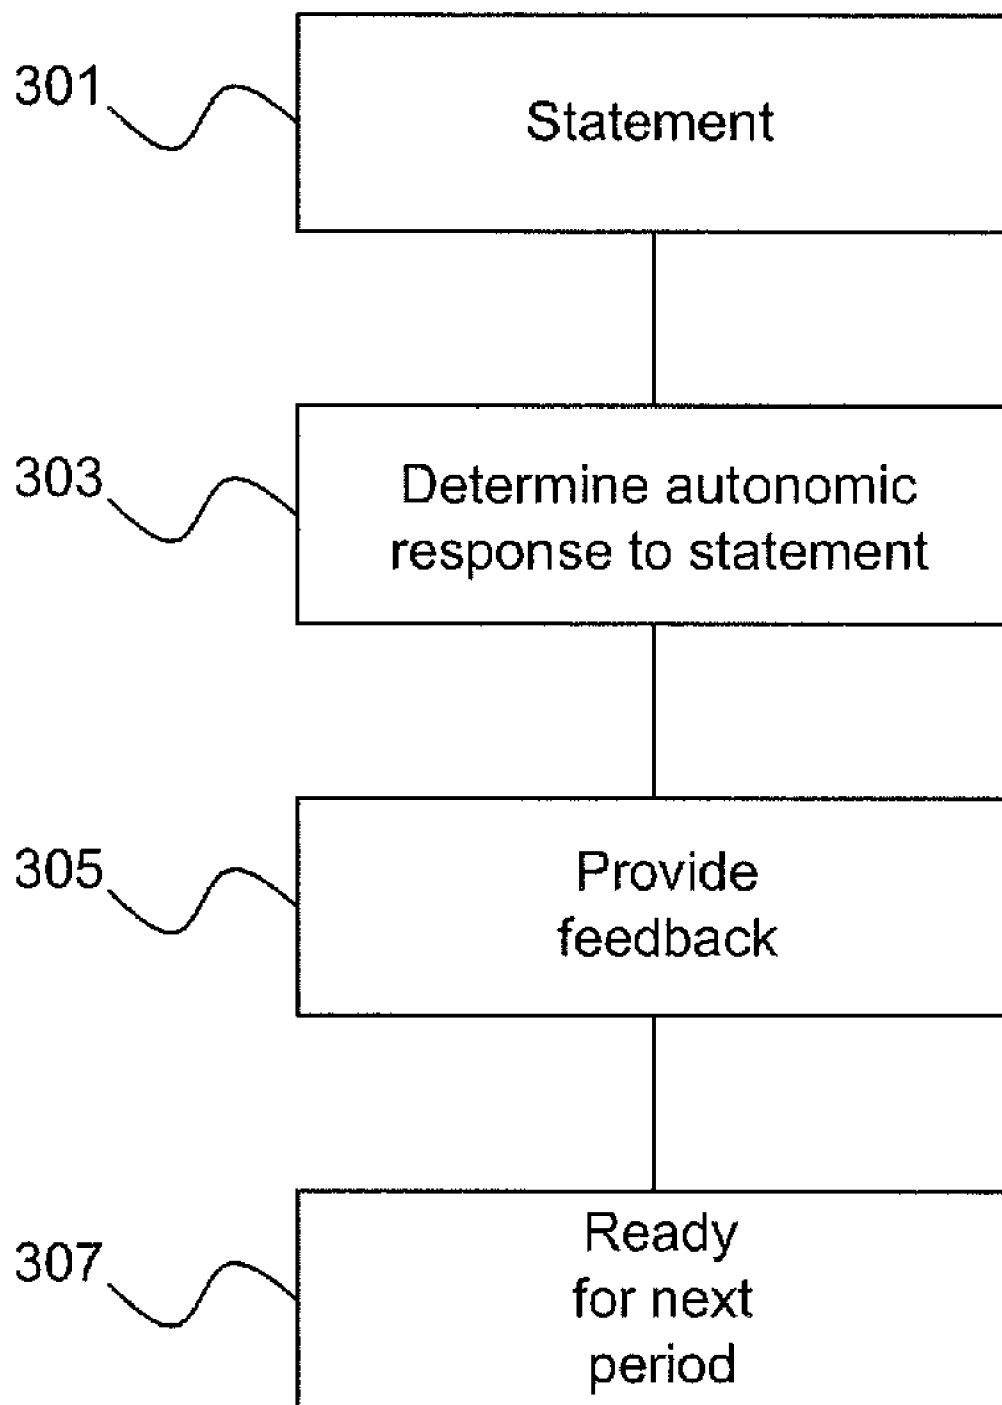 301
Statement
303
Determine autonomic
response to statement
305
Provide
feedback
307
Ready
for next
period